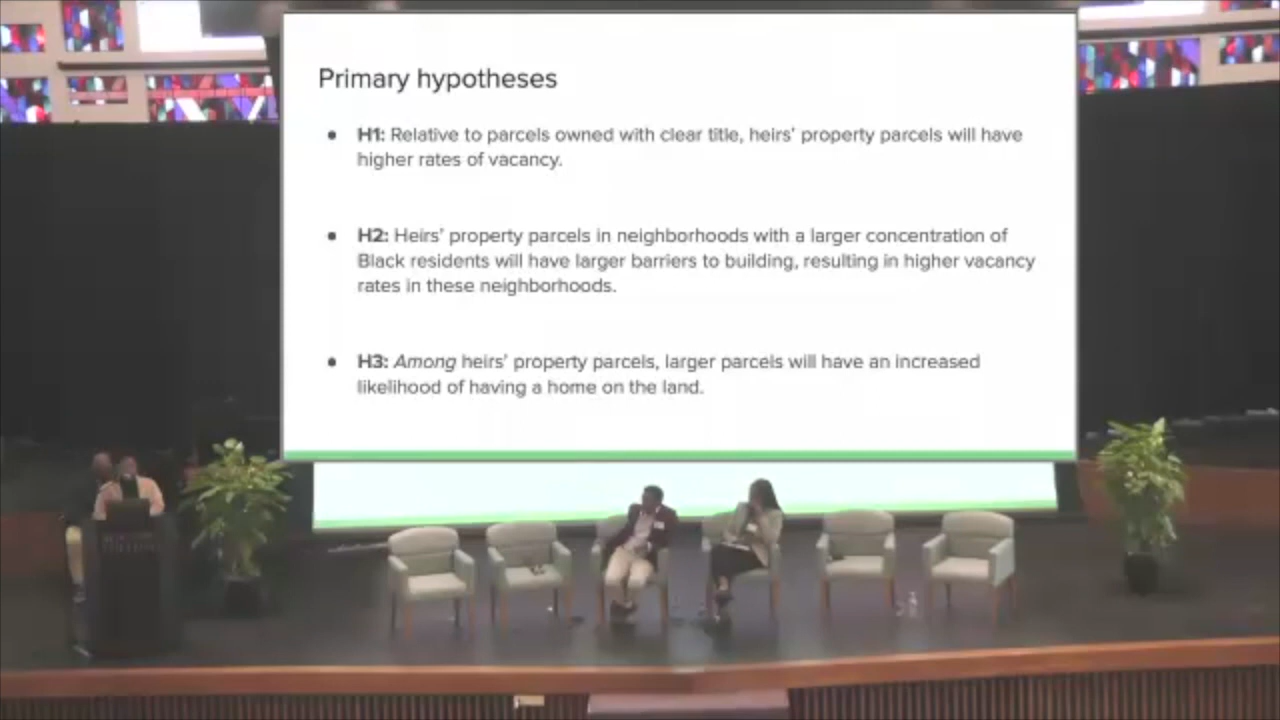 Primary hypotheses
• H1: Relative to parcels owned with clear title, heirs' property parcels will have
higher rates of vacancy.
• H2: Heirs' property parcels in neighborhoods with a larger concentration of
Black residents will have larger barriers to building, resulting in higher vacancy
rates in these neighborhoods.
• H3: Among heirs' property parcels, larger parcels will have an increased
likelihood of having a home on the land.